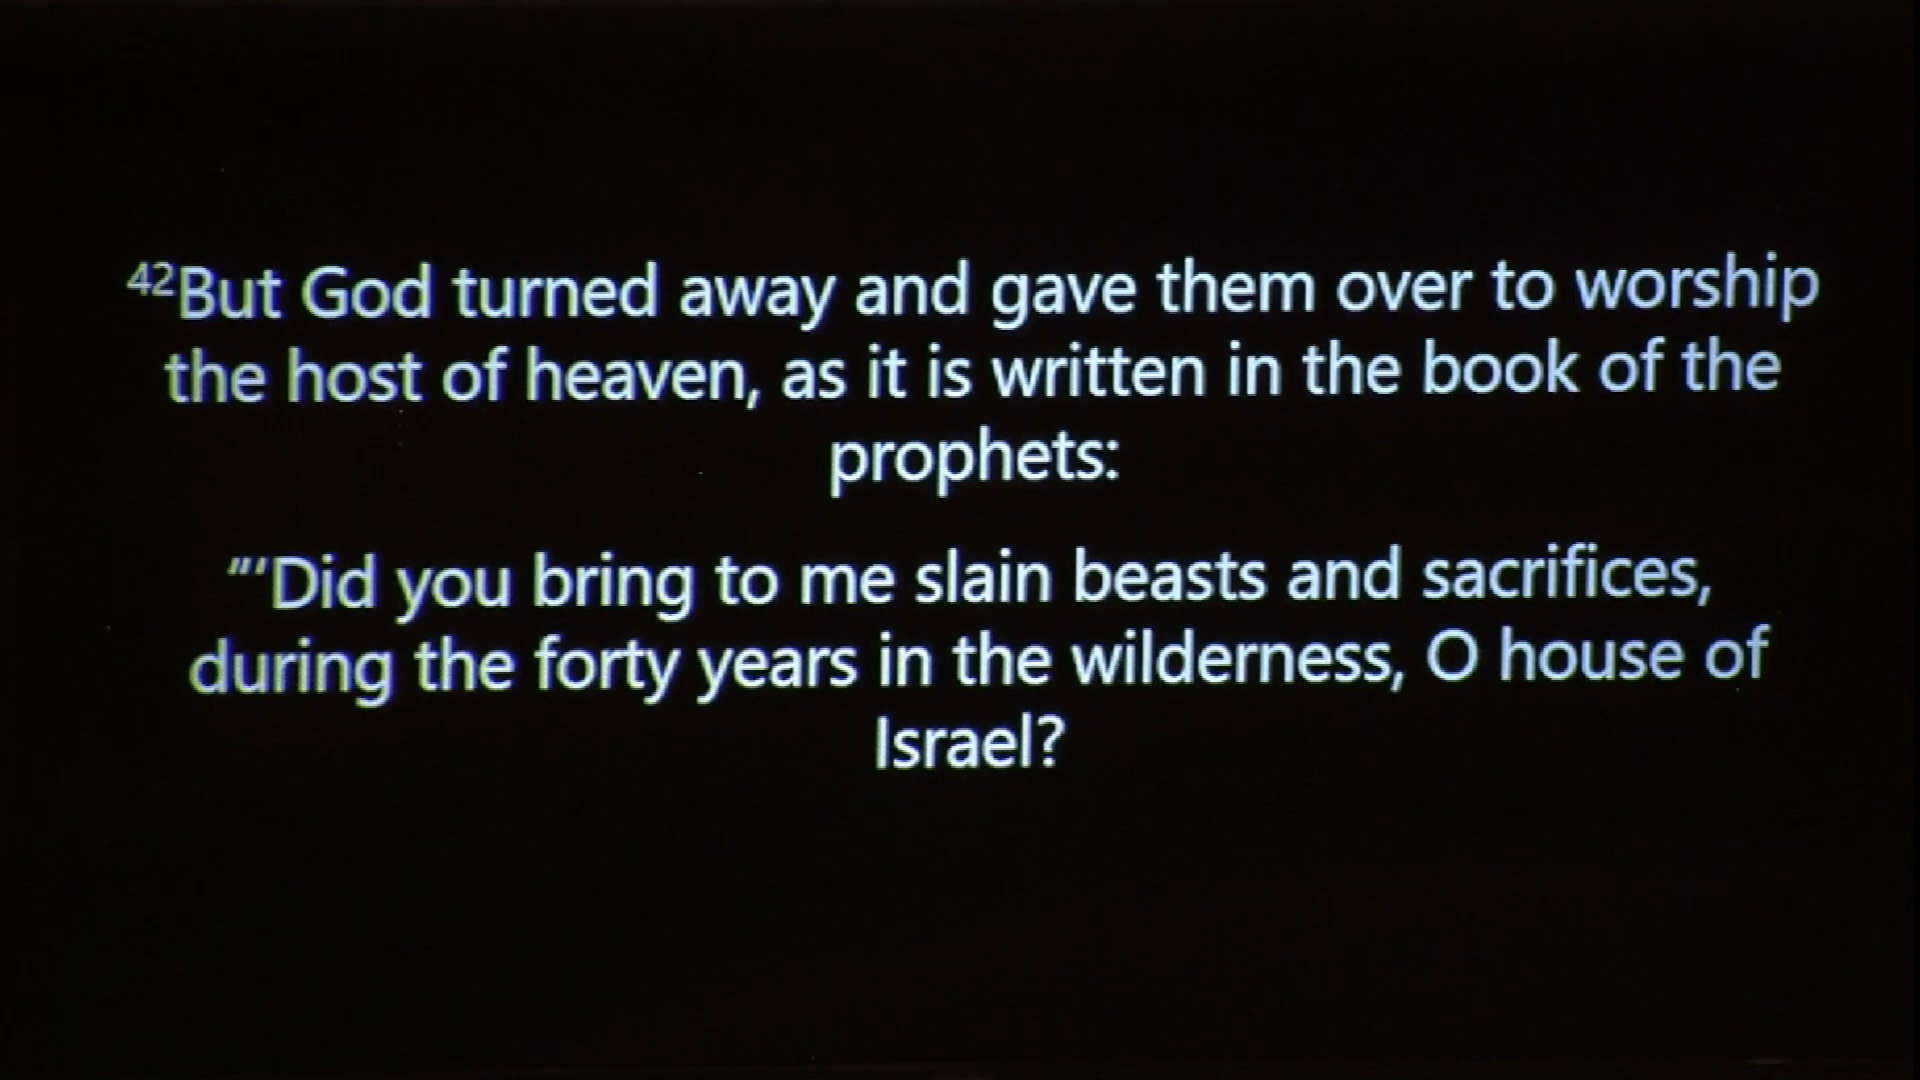 ⁴²But God turned away and gave them over to worship
the host of heaven, as it is written in the book of the
prophets:
“‘Did you bring to me slain beasts and sacrifices,
during the forty years in the wilderness, O house of
Israel?